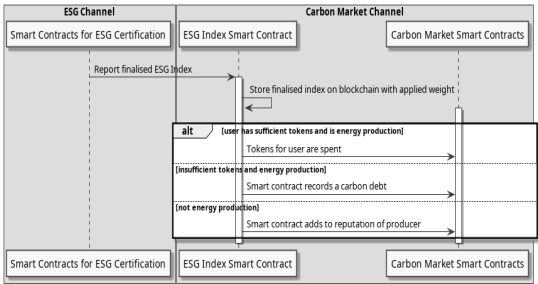 ESG Channel
Carbon Market Channel
Smart Contracts for ESG Certification
ESG Index Smart Contract
Carbon Market Smart Contracts
Report finalised ESG Index
Store finalised index on blockchain with applied weight
alt
[user has sufficient tokens and is energy production]
Tokens for user are spent
[insufficient tokens and energy production]
Smart contract records a carbon debt
[not energy production]
Smart contract adds to reputation of producer
Smart Contracts for ESG Certification
ESG Index Smart Contract
Carbon Market Smart Contracts